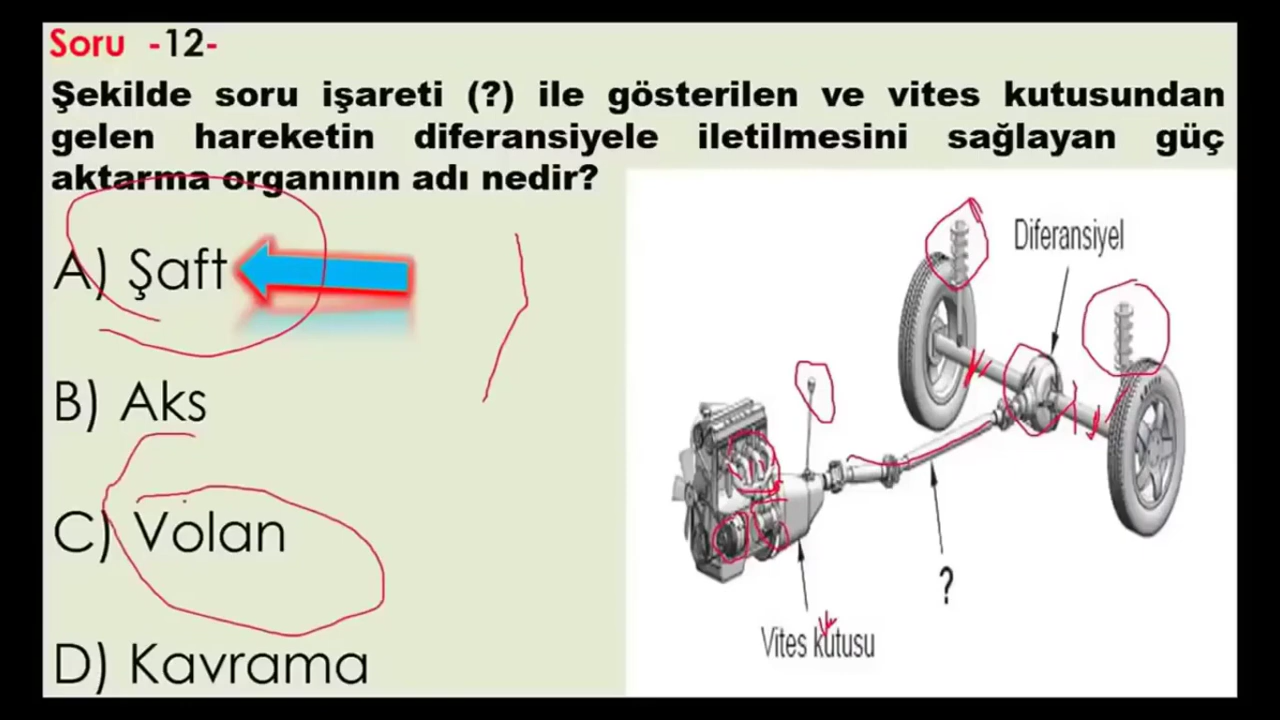 Soru -12-
Şekilde soru işareti (?) ile gösterilen ve vites kutusundan
gelen hareketin diferansiyele iletilmesini sağlayan güç
aktarma organının adı nedir?
A) Şaft
B) Aks
C) Volan
D) Kavrama
Diferansiyel
?
Vites kutusu